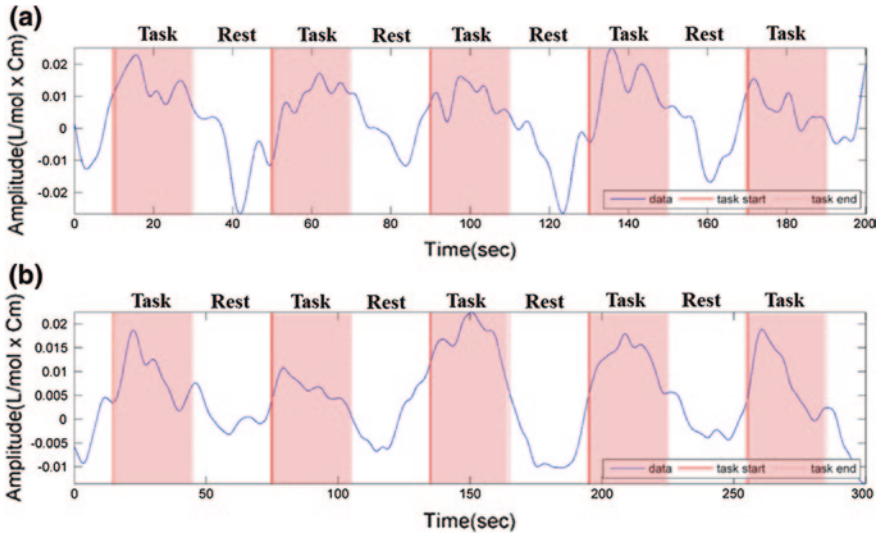 (a)
Task Rest Task Rest Task Rest Task Rest Task
Amplitude(L/mol x Cm)
0.02
0.01
0
-0.01
-0.02
data task start task end
0 20 40 60 80 100 120 140 160 180 200
Time(sec)
(b)
Task Rest Task Rest Task Rest Task Rest Task
Amplitude(L/mol x Cm)
0.02
0.015
0.01
0.005
0
-0.005
-0.01
data task start task end
0 50 100 150 200 250 300
Time(sec)